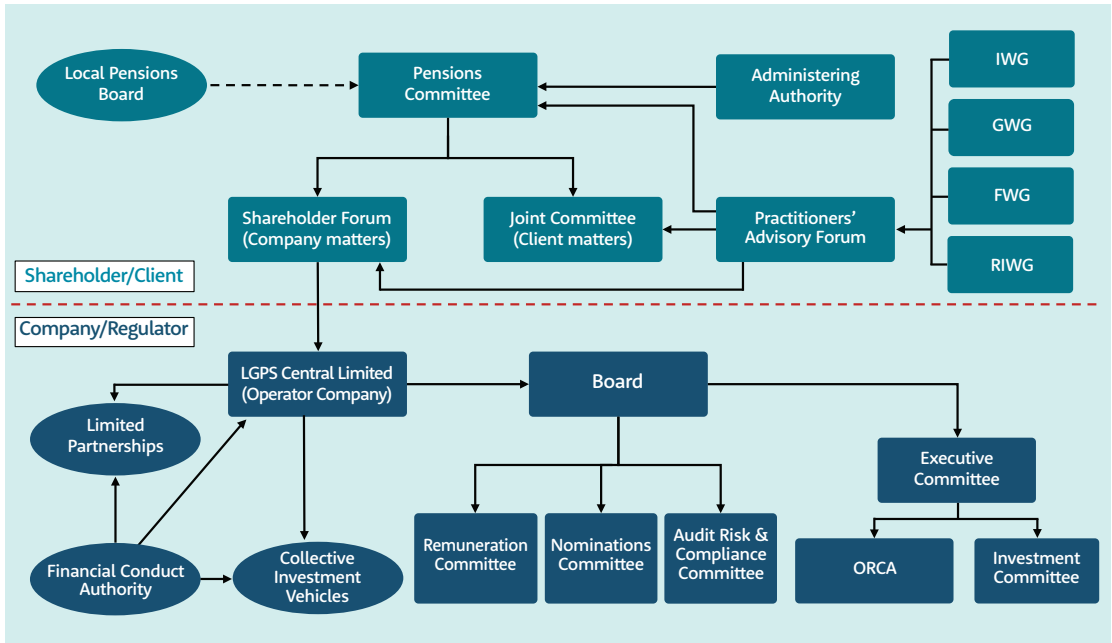 Local Pensions
Board
Pensions
Committee
Administering
Authority
IWG
GWG
FWG
RIWG
Shareholder Forum
(Company matters)
Joint Committee
(Client matters)
Practitioners'
Advisory Forum
Shareholder/Client
Company/Regulator
LGPS Central Limited
(Operator Company)
Board
Limited
Partnerships
Executive
Committee
Financial Conduct
Authority
Collective
Investment
Vehicles
Remuneration
Committee
Nominations
Committee
Audit Risk &
Compliance
Committee
ORCA
Investment
Committee